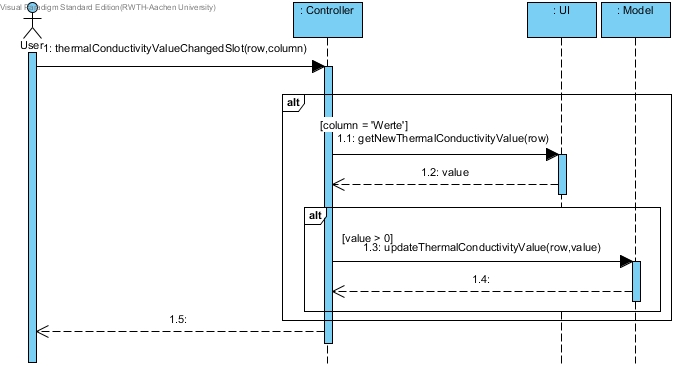 Visual Paradigm Standard Edition(RWTH-Aachen University)
: Controller
: UI
: Model
User
1: thermalConductivityValueChangedSlot(row,column)
alt
[column = 'Werte']
1.1: getNewThermalConductivityValue(row)
1.2: value
alt
[value > 0]
1.3: updateThermalConductivityValue(row,value)
1.4:
1.5: